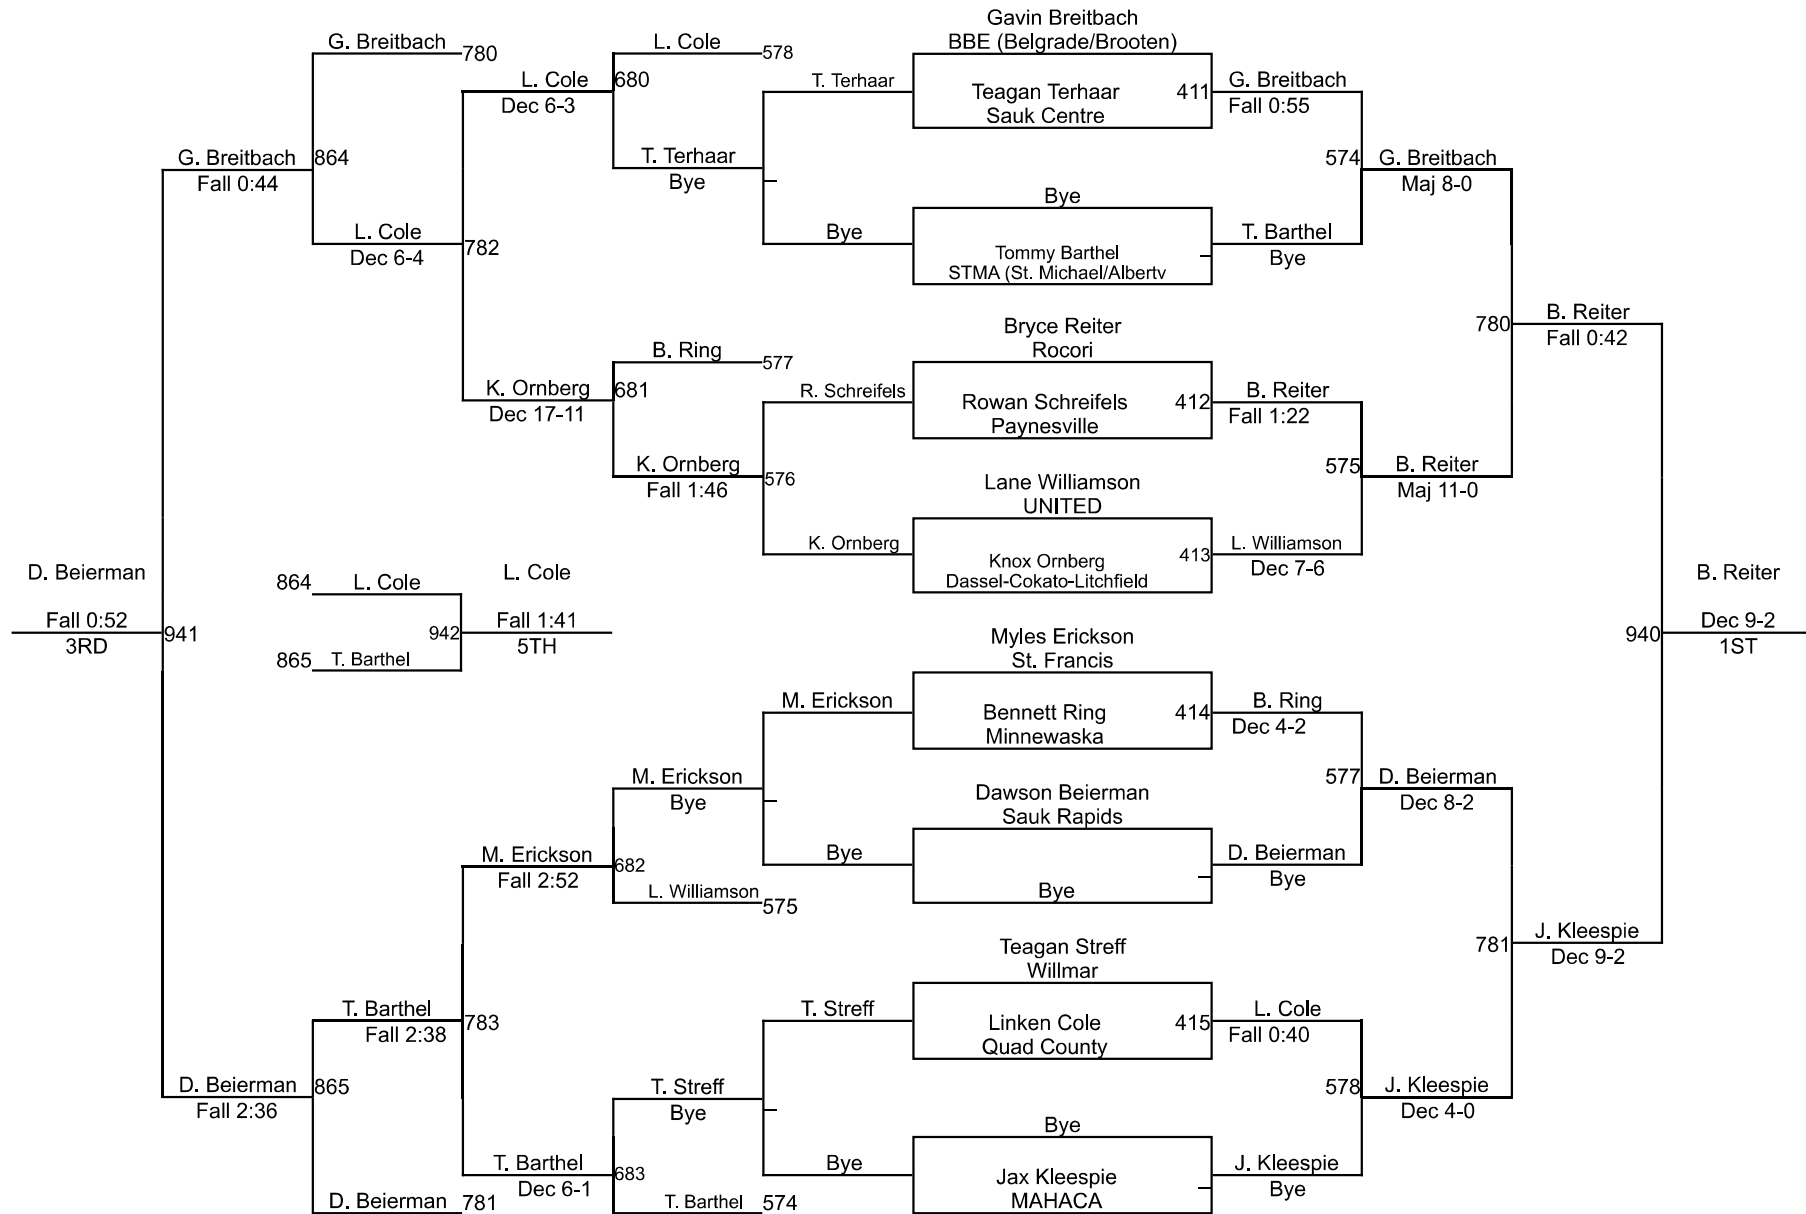 Gavin Breitbach
BBE (Belgrade/Brooten)
G. Breitbach
780
L. Cole
578
L. Cole
680
Dec 6-3
T. Terhaar
Teagan Terhaar
Sauk Centre
411
G. Breitbach
Fall 0:55
G. Breitbach
864
Fall 0:44
T. Terhaar
Bye
574
G. Breitbach
Maj 8-0
Bye
L. Cole
Dec 6-4
782
Bye
Tommy Barthel
STMA (St. Michael/Albertv
T. Barthel
Bye
Bryce Reiter
Rocori
780
B. Reiter
Fall 0:42
B. Ring
577
K. Ornberg
681
Dec 17-11
R. Schreifels
Rowan Schreifels
Paynesville
412
B. Reiter
Fall 1:22
K. Ornberg
Fall 1:46
576
575
B. Reiter
Maj 11-0
Lane Williamson
UNITED
K. Ornberg
Knox Ornberg
Dassel-Cokato-Litchfield
413
L. Williamson
Dec 7-6
D. Beierman
Fall 0:52
3RD
941
864
L. Cole
865
T. Barthel
942
L. Cole
Fall 1:41
5TH
940
B. Reiter
Dec 9-2
1ST
Myles Erickson
St. Francis
M. Erickson
Bennett Ring
Minnewaska
414
B. Ring
Dec 4-2
M. Erickson
Bye
577
D. Beierman
Dec 8-2
Dawson Beierman
Sauk Rapids
M. Erickson
682
Fall 2:52
Bye
Bye
D. Beierman
Bye
L. Williamson
575
781
J. Kleespie
Dec 9-2
Teagan Streff
Willmar
T. Barthel
783
Fall 2:38
T. Streff
Linken Cole
Quad County
415
L. Cole
Fall 0:40
D. Beierman
865
Fall 2:36
T. Streff
Bye
578
J. Kleespie
Dec 4-0
Bye
T. Barthel
683
Dec 6-1
Bye
Jax Kleespie
MAHACA
J. Kleespie
Bye
D. Beierman
781
T. Barthel
574